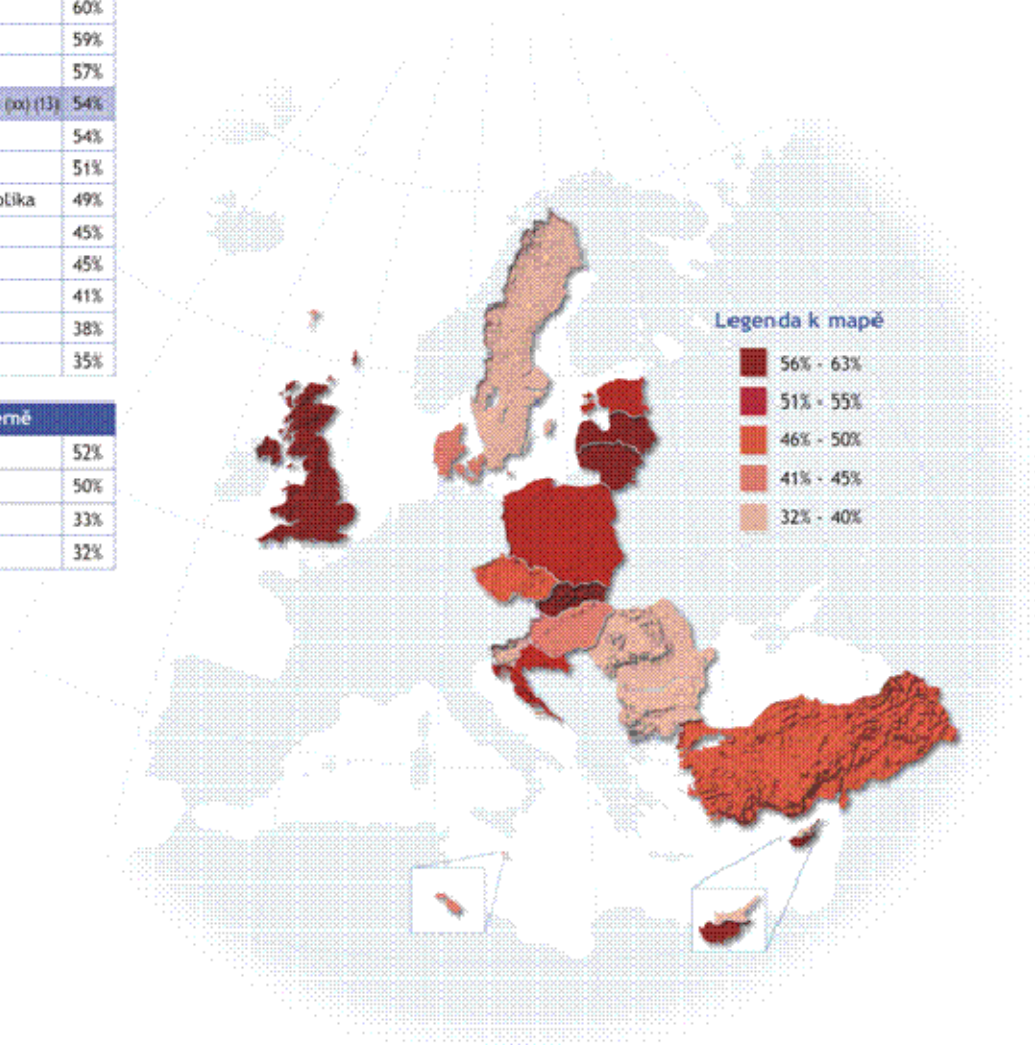 60%
59%
57%
(xx) (13) 54%
54%
51%
olika 49%
45%
45%
41%
38%
35%
emě
52%
50%
33%
32%
Legenda k mapě
56% - 63%
51% - 55%
46% - 50%
41% - 45%
32% - 40%